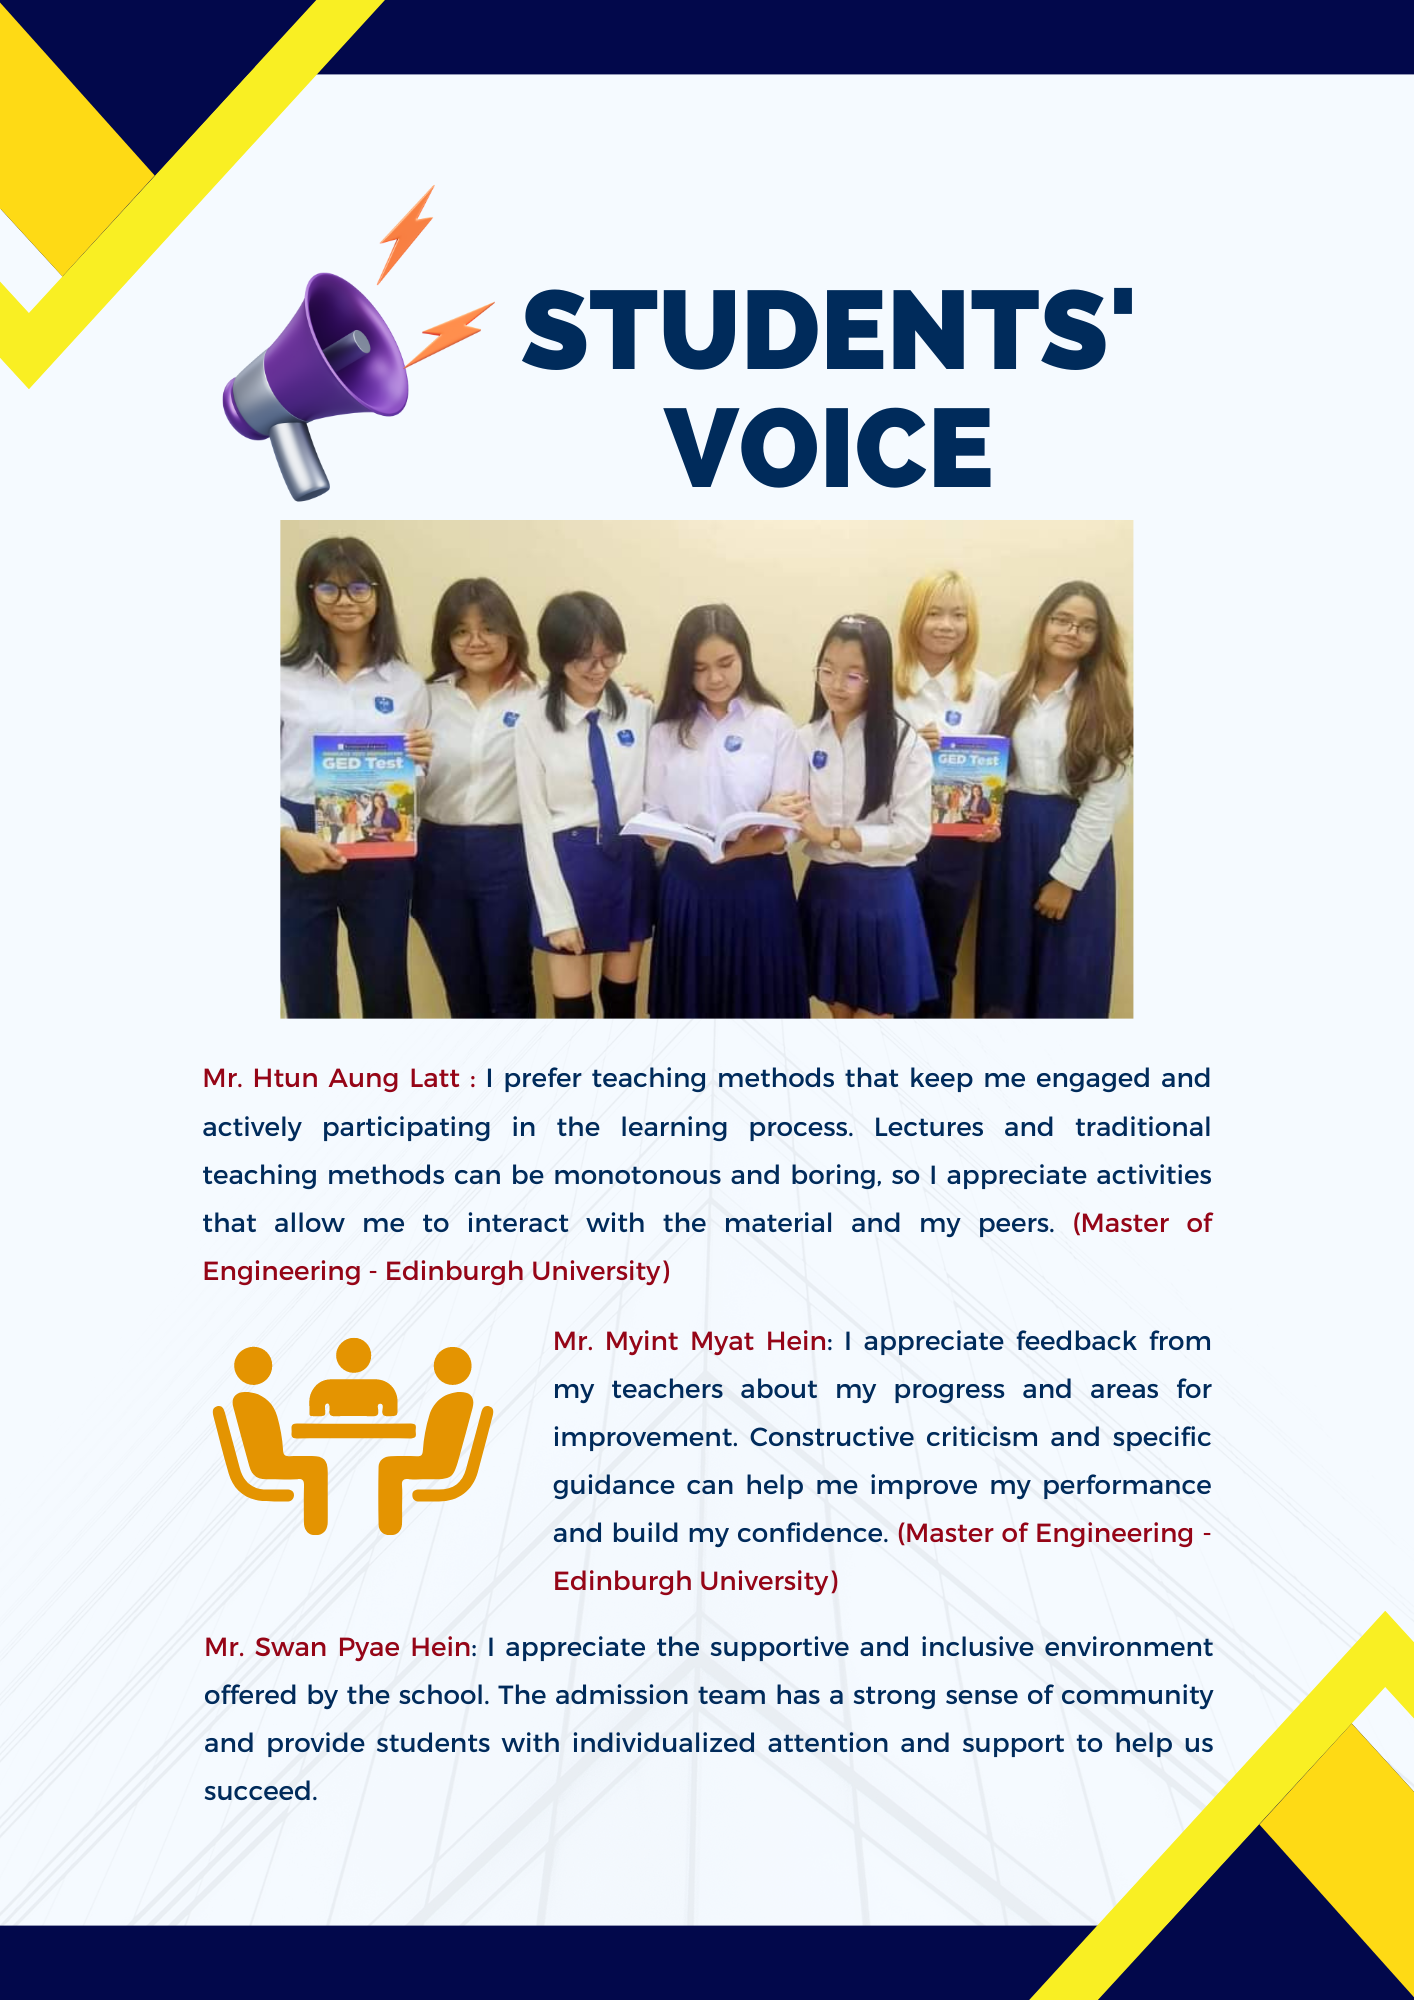 STUDENTS'
VOICE
GED Test
GED Test
Mr. Htun Aung Latt : I prefer teaching methods that keep me engaged and
actively participating in the learning process. Lectures and traditional
teaching methods can be monotonous and boring, so I appreciate activities
that allow me to interact with the material and my peers. (Master of
Engineering - Edinburgh University)
Mr. Myint Myat Hein: I appreciate feedback from
my teachers about my progress and areas for
improvement. Constructive criticism and specific
guidance can help me improve my performance
and build my confidence. (Master of Engineering -
Edinburgh University)
Mr. Swan Pyae Hein: I appreciate the supportive and inclusive environment
offered by the school. The admission team has a strong sense of community
and provide students with individualized attention and support to help us
succeed.